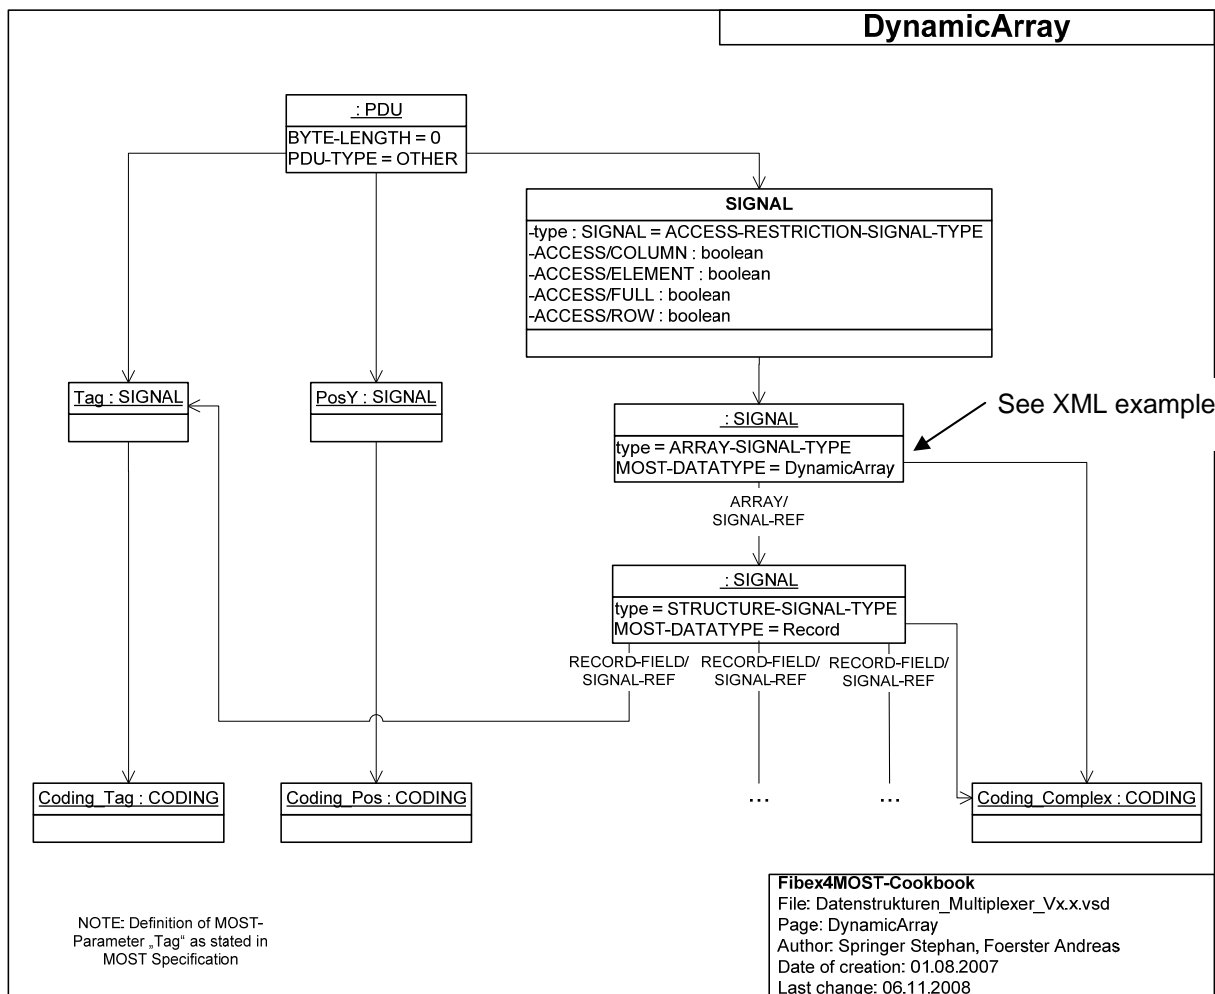 DynamicArray
: PDU
BYTE-LENGTH = 0
PDU-TYPE = OTHER
SIGNAL
-type : SIGNAL = ACCESS-RESTRICTION-SIGNAL-TYPE
-ACCESS/COLUMN : boolean
-ACCESS/ELEMENT : boolean
-ACCESS/FULL : boolean
-ACCESS/ROW : boolean
Tag : SIGNAL
PosY : SIGNAL
See XML example
: SIGNAL
type = ARRAY-SIGNAL-TYPE
MOST-DATATYPE = DynamicArray
ARRAY/
SIGNAL-REF
: SIGNAL
type = STRUCTURE-SIGNAL-TYPE
MOST-DATATYPE = Record
RECORD-FIELD/
SIGNAL-REF
RECORD-FIELD/
SIGNAL-REF
RECORD-FIELD/
SIGNAL-REF
Coding_Tag : CODING
Coding_Pos : CODING
...
...
Coding_Complex : CODING
NOTE: Definition of MOST-
Parameter „Tag“ as stated in
MOST Specification
Fibex4MOST-Cookbook
File: Datenstrukturen_Multiplexer_Vx.x.vsd
Page: DynamicArray
Author: Springer Stephan, Foerster Andreas
Date of creation: 01.08.2007
Last change: 06.11.2008